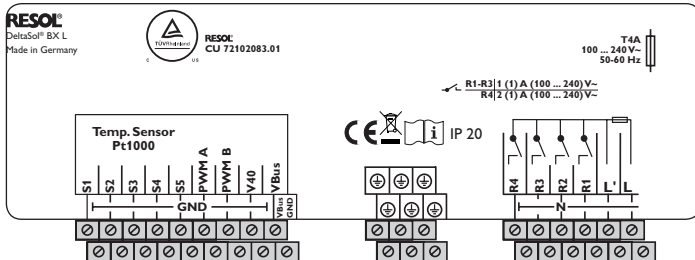 RESOL®
DeltaSol® BX L
Made in Germany
TÜVRheinland
C US
RESOL®
CU 72102083.01
T4A
100 ... 240 V~
50-60 Hz
R1-R3 1 (1) A (100 ... 240) V~
R4 2 (1) A (100 ... 240) V~
CE i IP 20
Temp. Sensor
Pt1000
S1 S2 S3 S4 S5 PWM A PWM B V40 VBus
GND
VBus GND
R4 R3 R2 R1 L' L
N